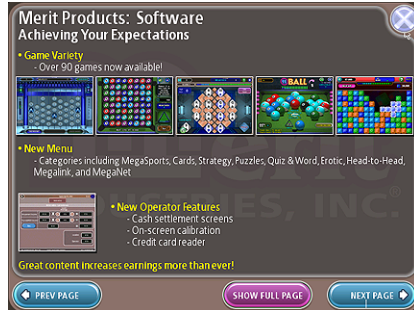 Merit Products: Software
Achieving Your Expectations
• Game Variety
- Over 90 games now available!
BALL
• New Menu
- Categories including MegaSports, Cards, Strategy, Puzzles, Quiz & Word, Erotic, Head-to-Head,
Megalink, and MegaNet
• New Operator Features
- Cash settlement screens
- On-screen calibration
- Credit card reader
INDUSTRIES, INC.
Great content increases earnings more than ever!
PREV PAGE
SHOW FULL PAGE
NEXT PAGE